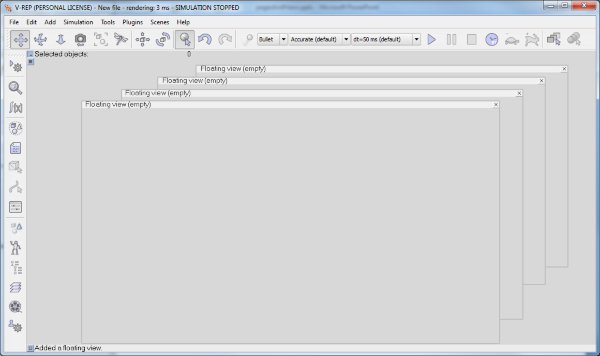 V-REP (PERSONAL LICENSE) - New file - rendering: 3 ms - SIMULATION STOPPED
File Add Simulation Tools Plugins Scenes Help
Bullet Accurate (default) dt=50 ms (default)
Selected objects: 0
Floating view (empty)
Floating view (empty)
Floating view (empty)
Floating view (empty)
f(x)
Added a floating view.